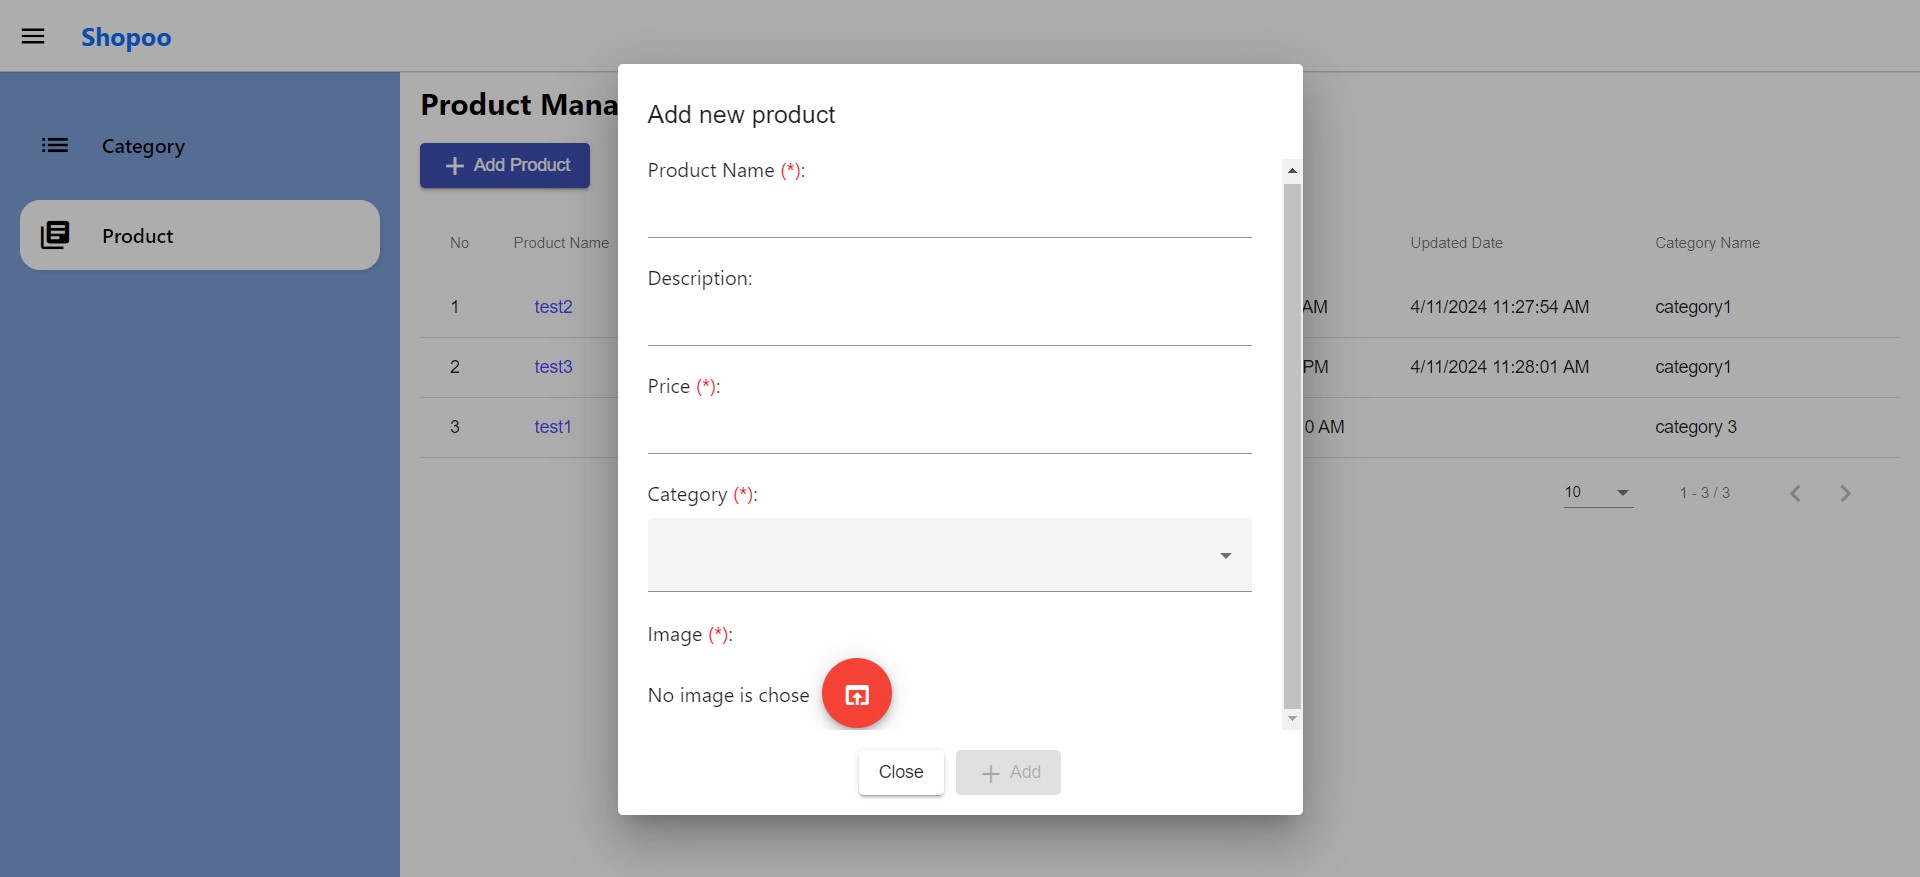 Shopoo
Category
Product
Product Mana
Add Product
No Product Name Updated Date Category Name
1 test2 AM 4/11/2024 11:27:54 AM category1
2 test3 PM 4/11/2024 11:28:01 AM category1
3 test1 0 AM category 3
10 1 - 3 / 3
Add new product
Product Name (*):
Description:
Price (*):
Category (*):
Image (*):
No image is chose
Close Add